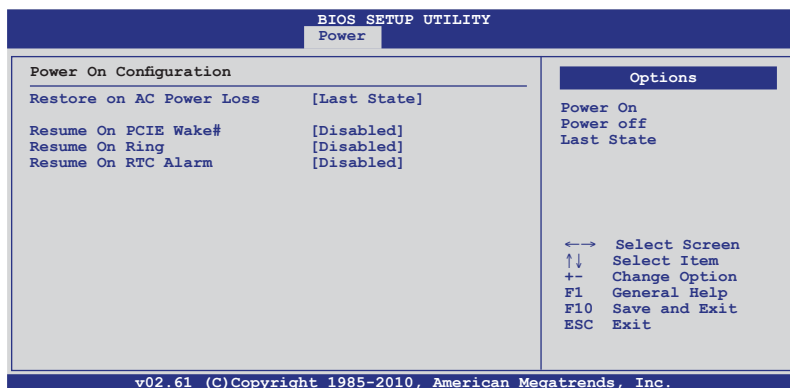 BIOS SETUP UTILITY
Power
Power On Configuration
Restore on AC Power Loss [Last State]
Resume On PCIE Wake# [Disabled]
Resume On Ring [Disabled]
Resume On RTC Alarm [Disabled]
Options
Power On
Power off
Last State
←→ Select Screen
↑↓ Select Item
+- Change Option
F1 General Help
F10 Save and Exit
ESC Exit
v02.61 (C)Copyright 1985-2010, American Megatrends, Inc.